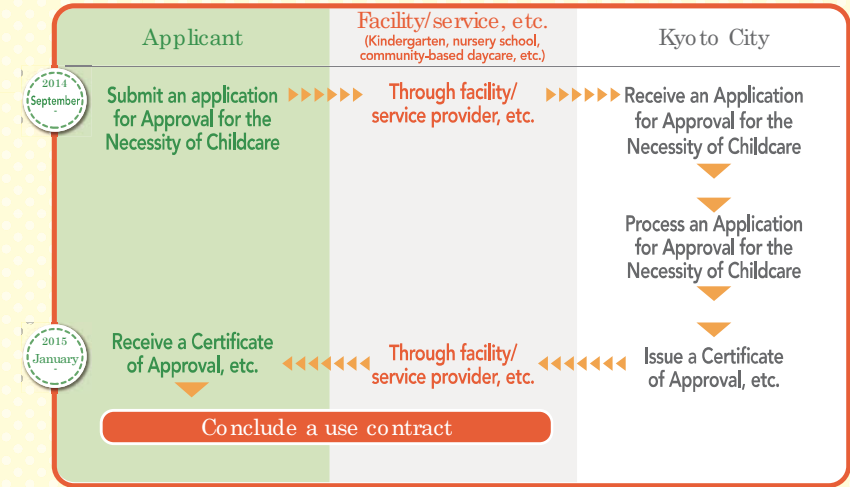 Applicant
Facility/service, etc.
(Kindergarten, nursery school,
community-based daycare, etc.)
Kyoto City
2014
September
-
Submit an application
for Approval for the
Necessity of Childcare
Through facility/
service provider, etc.
Receive an Application
for Approval for the
Necessity of Childcare
Process an Application
for Approval for the
Necessity of Childcare
2015
January
-
Receive a Certificate
of Approval, etc.
Through facility/
service provider, etc.
Issue a Certificate
of Approval, etc.
Conclude a use contract